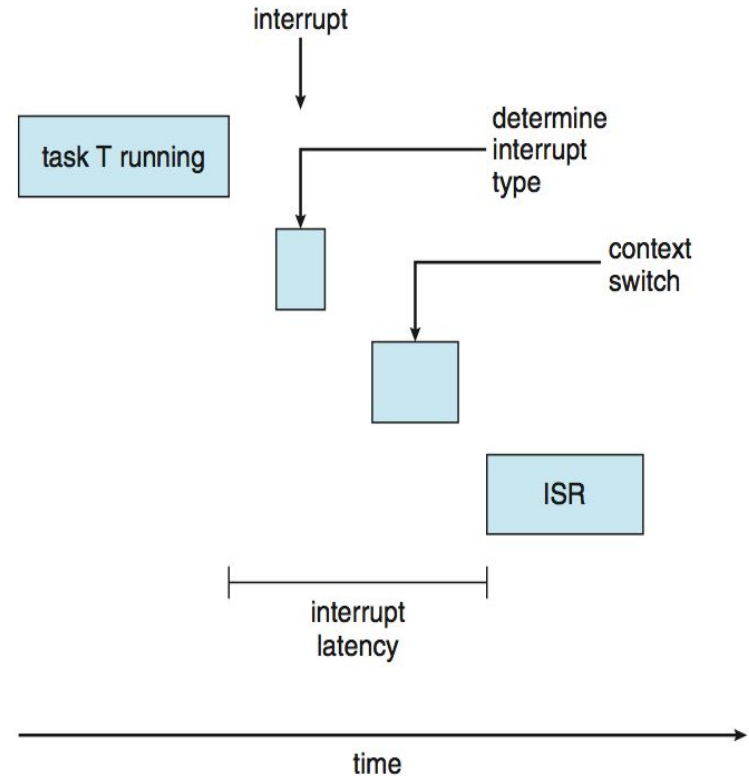 interrupt
task T running
determine
interrupt
type
context
switch
ISR
interrupt
latency
time